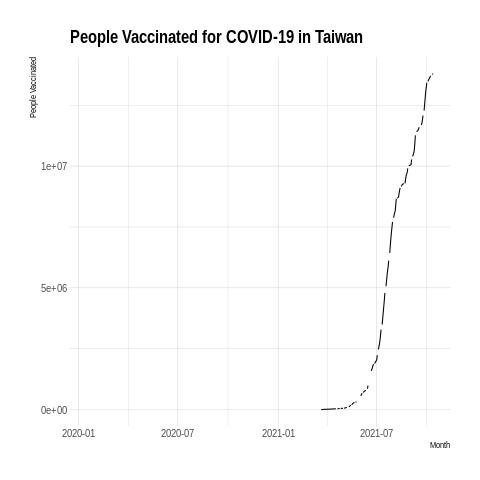 People Vaccinated for COVID-19 in Taiwan
People Vaccinated
1e+07
5e+06
0e+00
2020-01
2020-07
2021-01
2021-07
Month